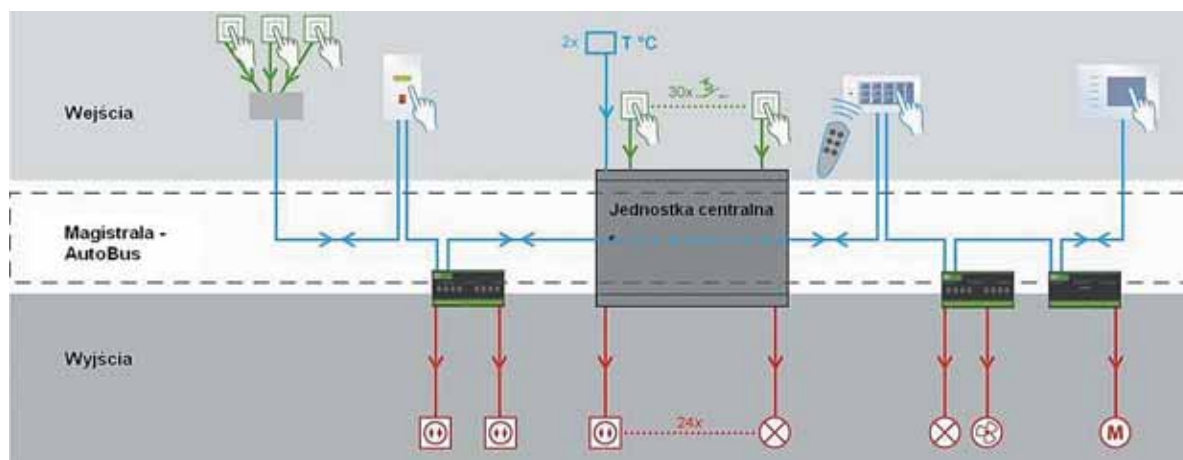 2x T °C
30x
Wejścia
Jednostka centralna
Magistrala -
AutoBus
Wyjścia
24x
M